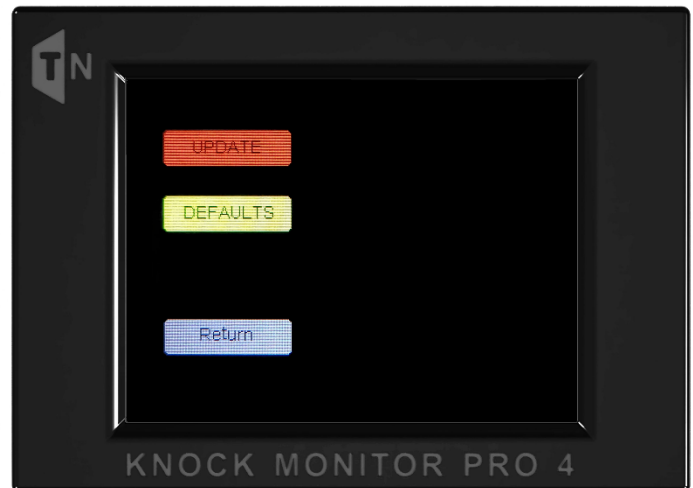 TN
UPDATE
DEFAULTS
Return
KNOCK MONITOR PRO 4